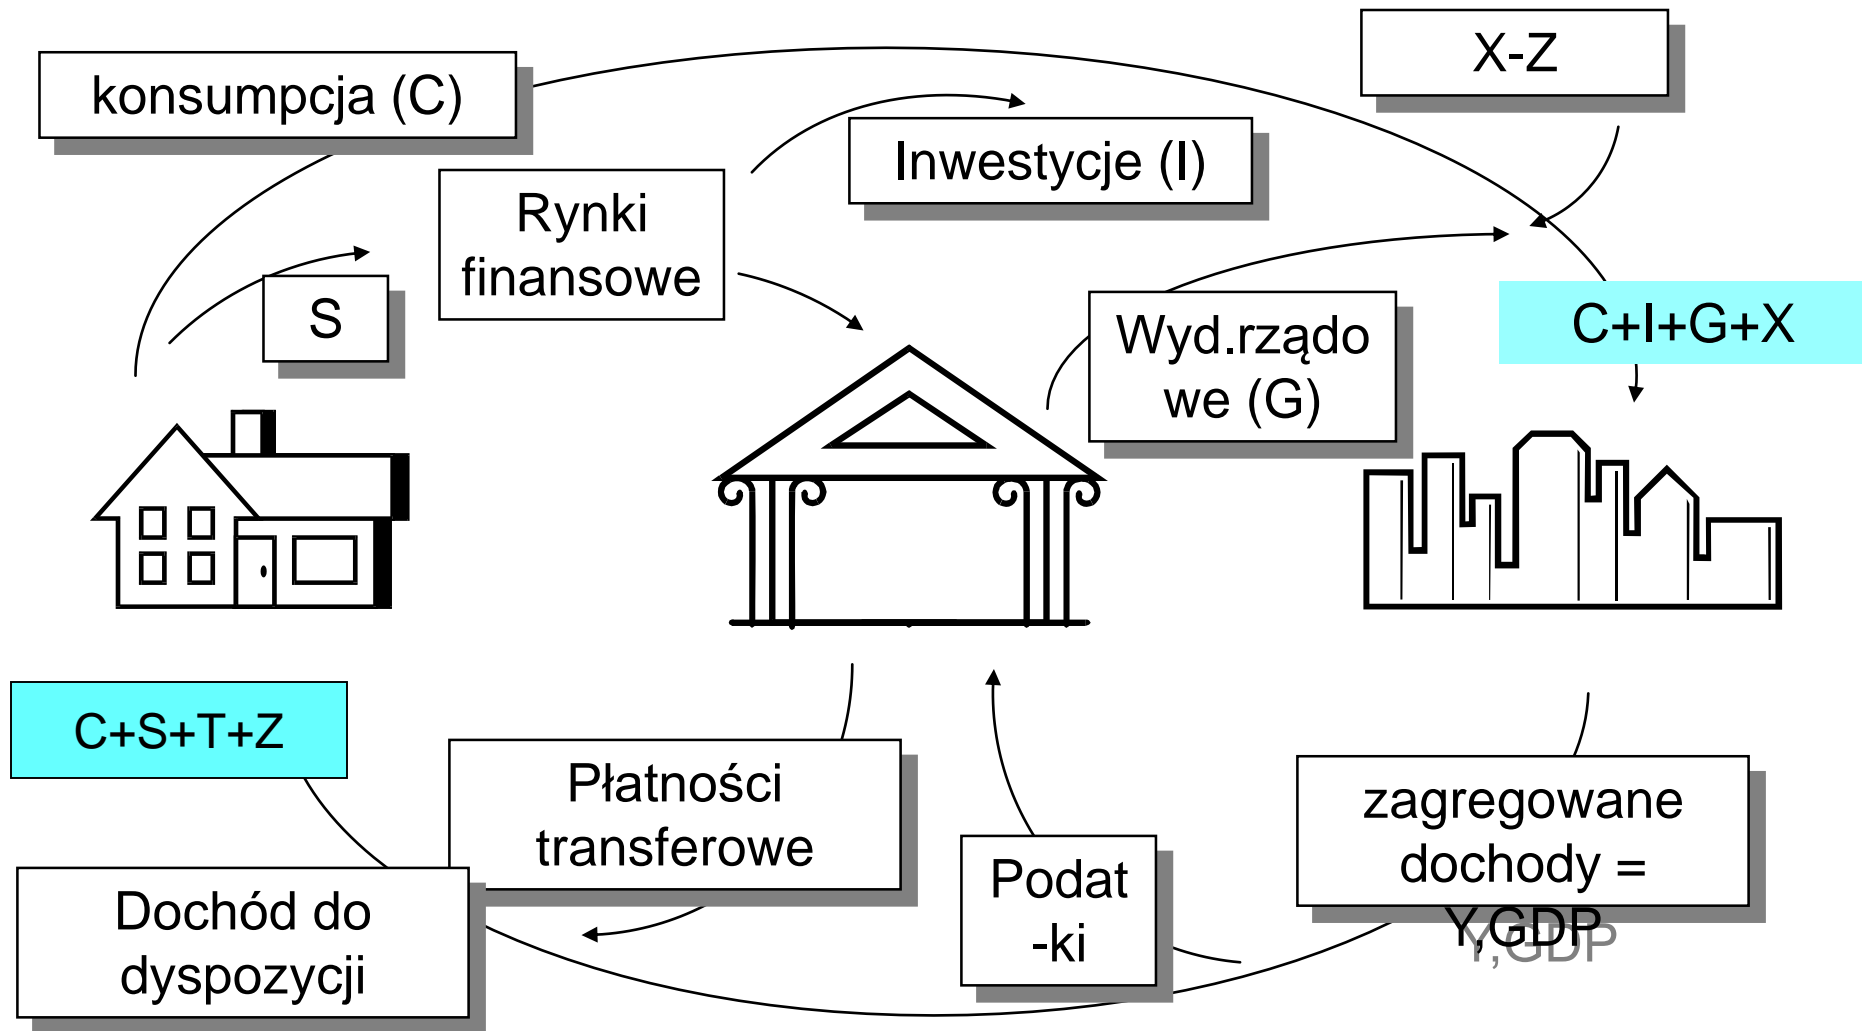 X-Z
konsumpcja (C)
Inwestycje (I)
Rynki
finansowe
S
Wyd.rządo
we (G)
C+I+G+X
C+S+T+Z
Płatności
transferowe
zagregowane
dochody =
Y,GDP
Podat
-ki
Dochód do
dyspozycji